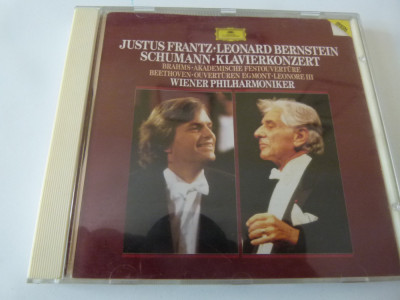 JUSTUS FRANTZ · LEONARD BERNSTEIN
SCHUMANN · KLAVIERKONZERT
BRAHMS · AKADEMISCHE FESTOUVERTÜRE
BEETHOVEN · OUVERTÜREN EGMONT · LEONORE III
WIENER PHILHARMONIKER